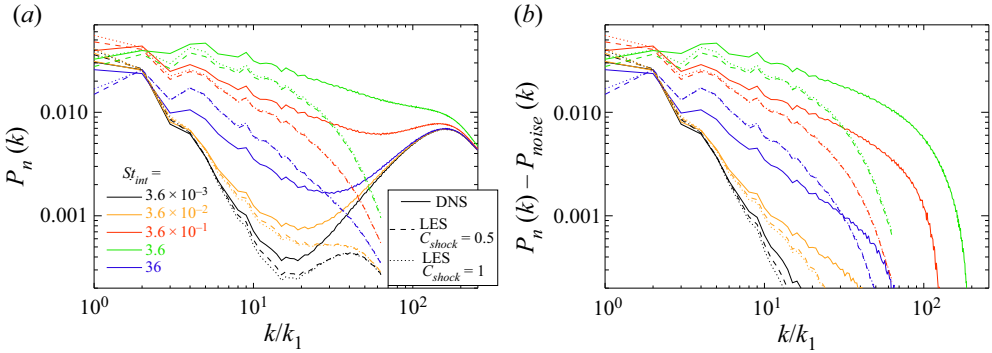 (a)
P_n (k)
0.010
0.001
10^0
10^1
10^2
k/k_1
St_int =
3.6 × 10^−3
3.6 × 10^−2
3.6 × 10^−1
3.6
36
DNS
LES
C_shock = 0.5
LES
C_shock = 1
(b)
P_n (k) − P_noise (k)
0.010
0.001
10^0
10^1
10^2
k/k_1